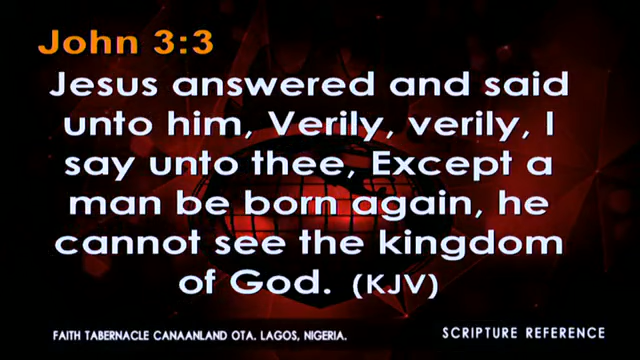 John 3:3
Jesus answered and said
unto him, Verily, verily, I
say unto thee, Except a
man be born again, he
cannot see the kingdom
of God. (KJV)
FAITH TABERNACLE CANAANLAND OTA. LAGOS, NIGERIA.
SCRIPTURE REFERENCE